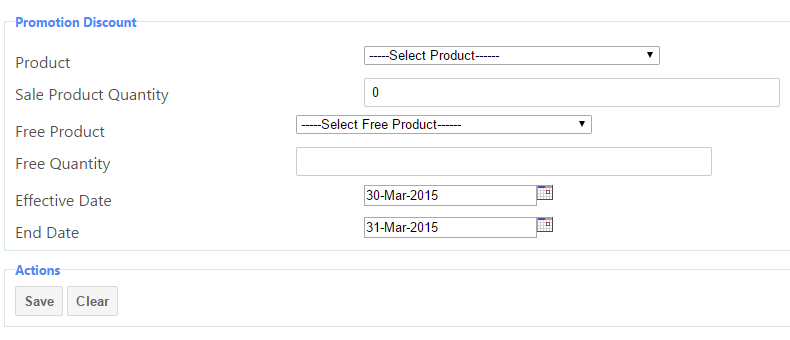 Promotion Discount
Product -----Select Product------
Sale Product Quantity 0
Free Product -----Select Free Product------
Free Quantity
Effective Date 30-Mar-2015
End Date 31-Mar-2015
Actions
Save Clear